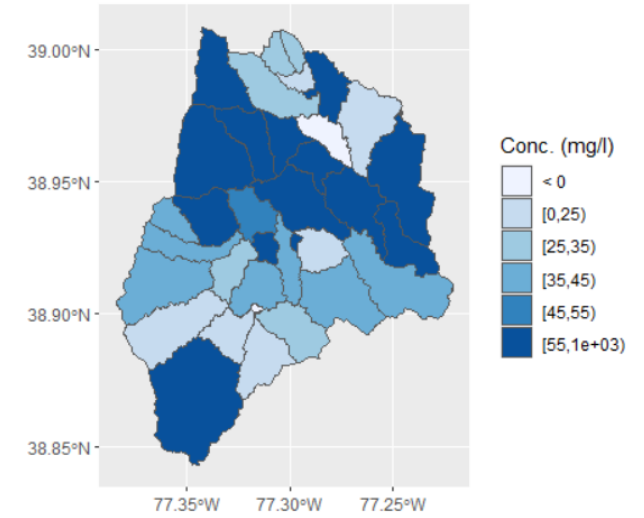 39.00°N
38.95°N
38.90°N
38.85°N
77.35°W 77.30°W 77.25°W
Conc. (mg/l)
< 0
[0,25)
[25,35)
[35,45)
[45,55)
[55,1e+03)